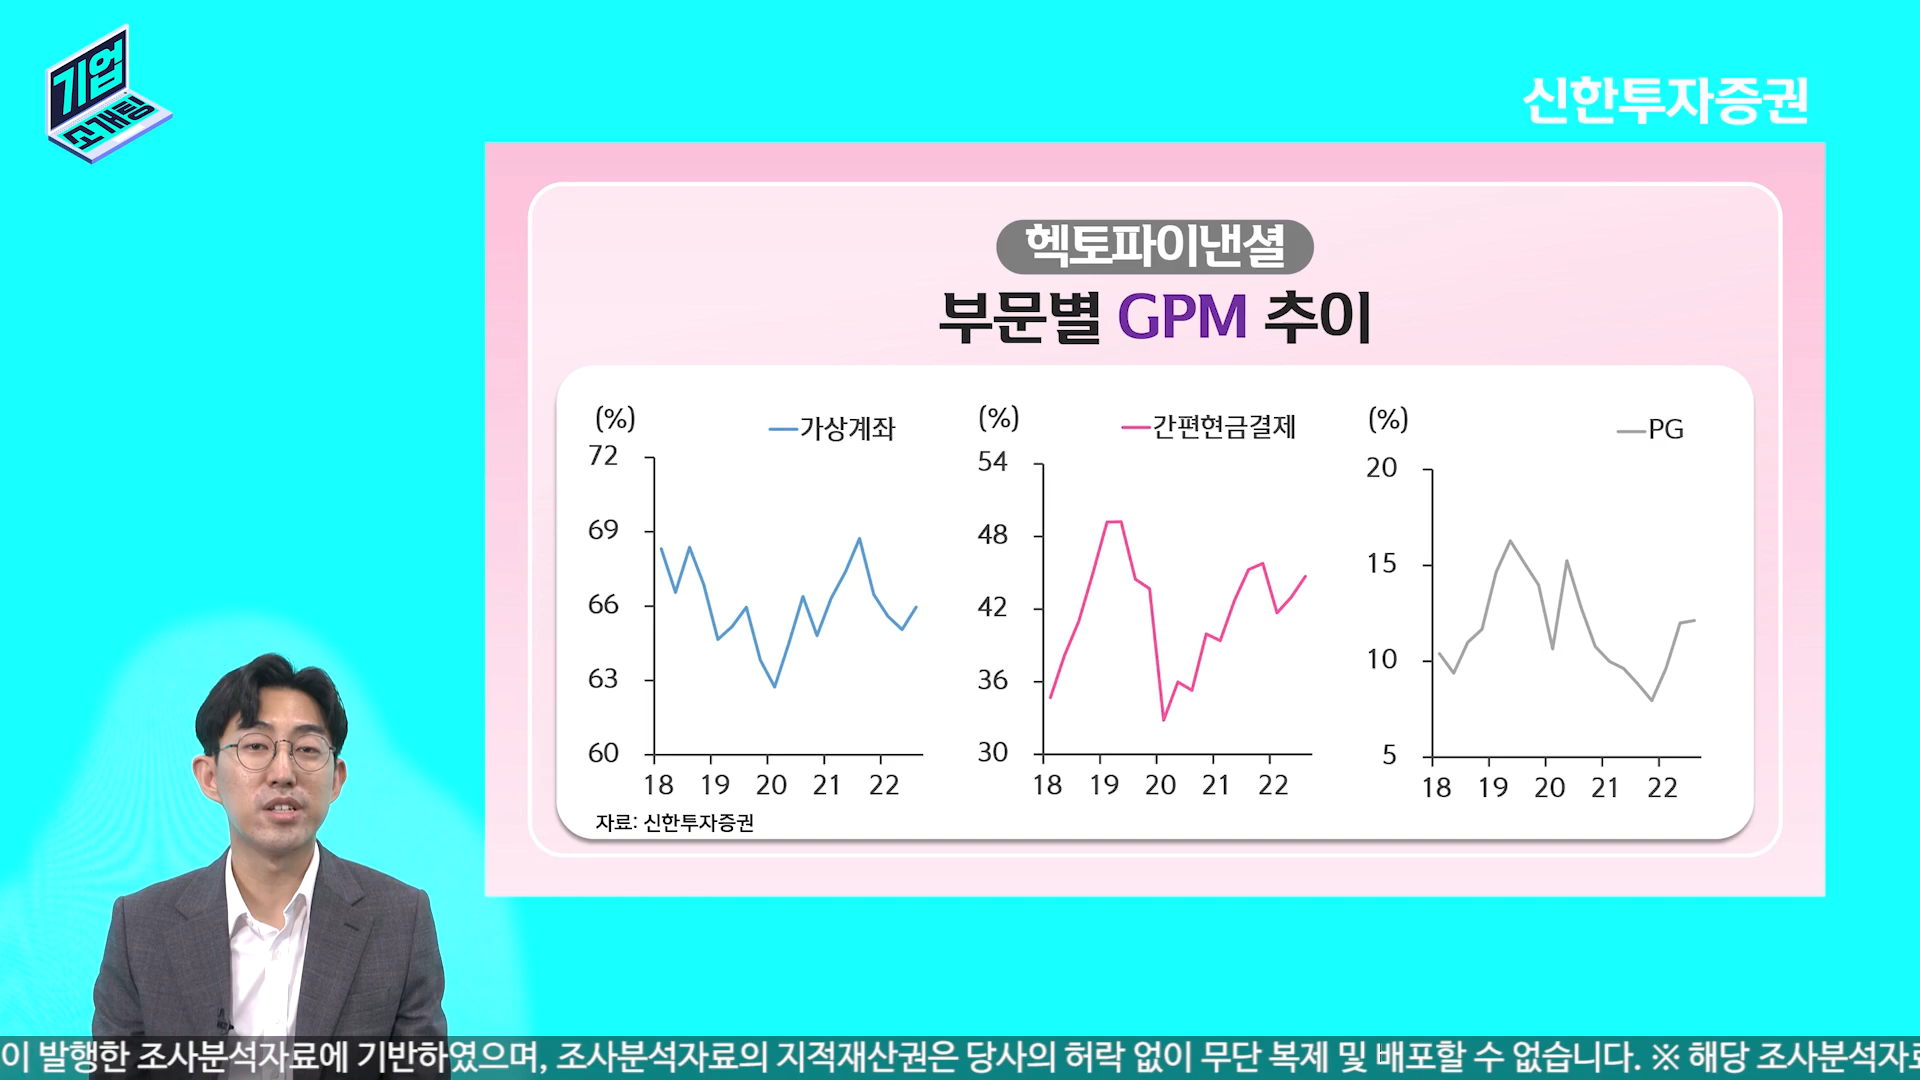 기업
소개팅
신한투자증권
헥토파이낸셜
부문별 GPM 추이
(%)
가상계좌
72
69
66
63
60
18 19 20 21 22
(%)
간편현금결제
54
48
42
36
30
18 19 20 21 22
(%)
PG
20
15
10
5
18 19 20 21 22
자료: 신한투자증권
이 발행한 조사분석자료에 기반하였으며, 조사분석자료의 지적재산권은 당사의 허락 없이 무단 복제 및 배포할 수 없습니다. ※ 해당 조사분석자료